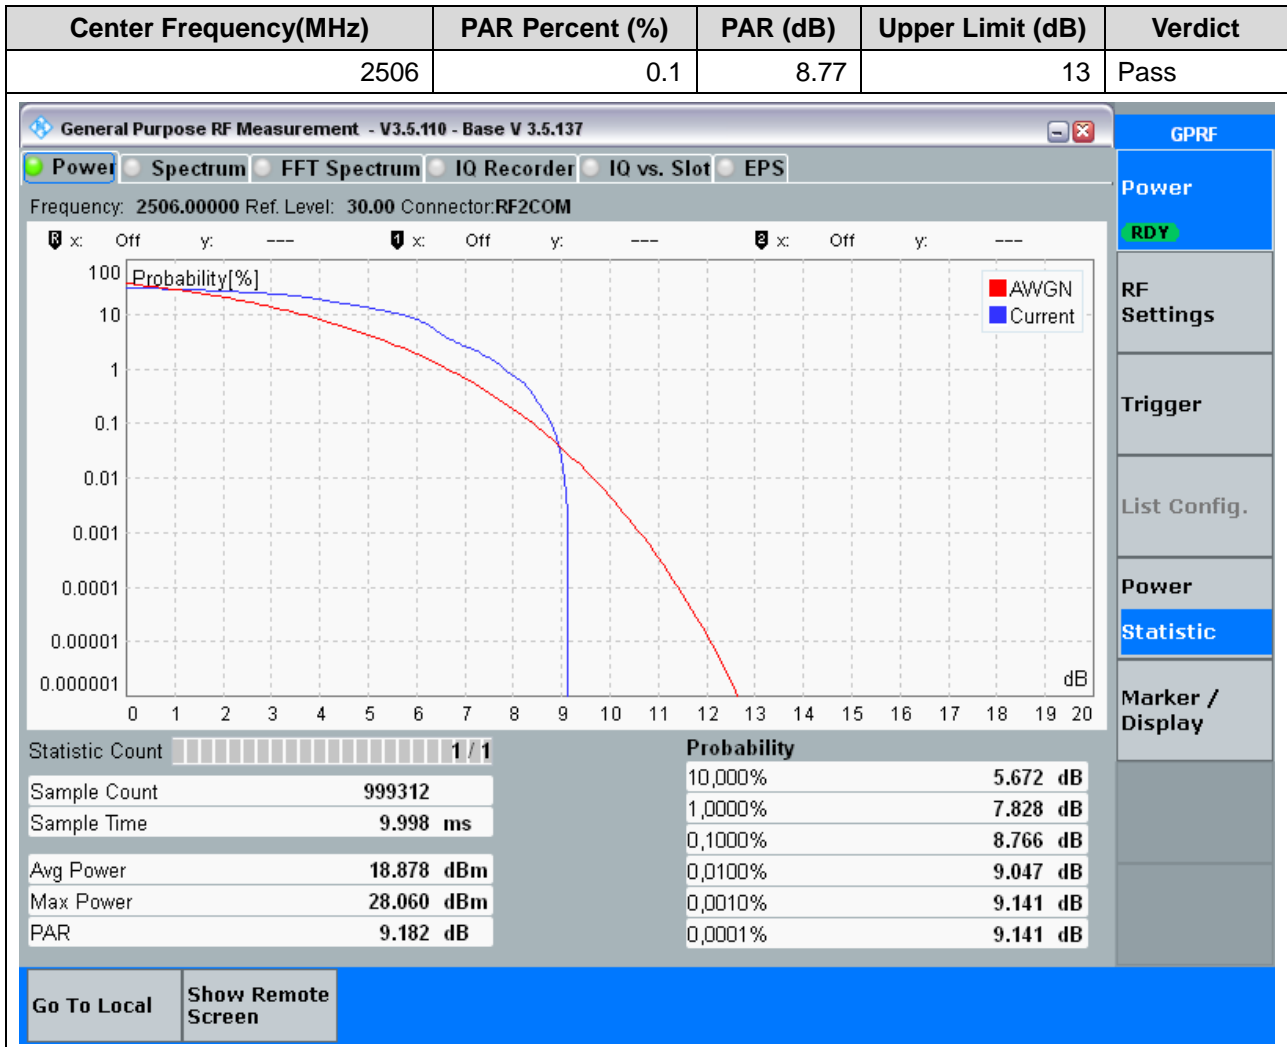 Center Frequency(MHz) PAR Percent (%) PAR (dB) Upper Limit (dB) Verdict
2506 0.1 8.77 13 Pass
General Purpose RF Measurement - V3.5.110 - Base V 3.5.137
GPRF
Power Spectrum FFT Spectrum IQ Recorder IQ vs. Slot EPS
Power
RDY
Frequency: 2506.00000 Ref. Level: 30.00 Connector:RF2COM
R x: Off y: --- 1 x: Off y: --- 2 x: Off y: ---
Probability[%]
AWGN
Current
100
10
1
0.1
0.01
0.001
0.0001
0.00001
0.000001
dB
0 1 2 3 4 5 6 7 8 9 10 11 12 13 14 15 16 17 18 19 20
RF
Settings
Trigger
List Config.
Power
Statistic
Marker /
Display
Statistic Count 1 / 1
Sample Count 999312
Sample Time 9.998 ms
Avg Power 18.878 dBm
Max Power 28.060 dBm
PAR 9.182 dB
Probability
10,000% 5.672 dB
1,0000% 7.828 dB
0,1000% 8.766 dB
0,0100% 9.047 dB
0,0010% 9.141 dB
0,0001% 9.141 dB
Go To Local
Show Remote
Screen